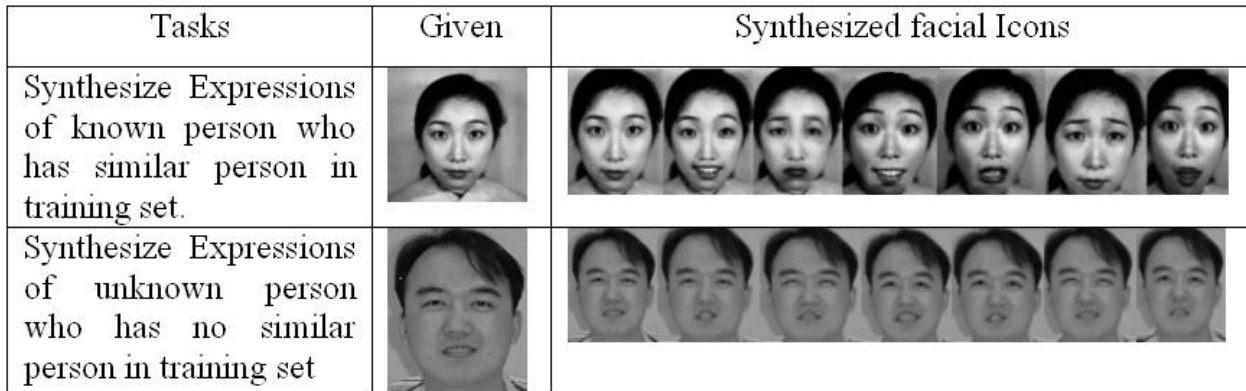 Tasks Given Synthesized facial Icons
Synthesize Expressions
of known person who
has similar person in
training set.
Synthesize Expressions
of unknown person
who has no similar
person in training set